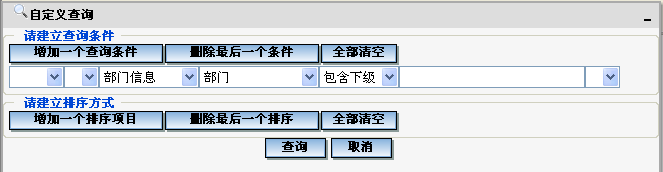 自定义查询
请建立查询条件
增加一个查询条件 删除最后一个条件 全部清空
部门信息 部门 包含下级
请建立排序方式
增加一个排序项目 删除最后一个排序 全部清空
查询 取消